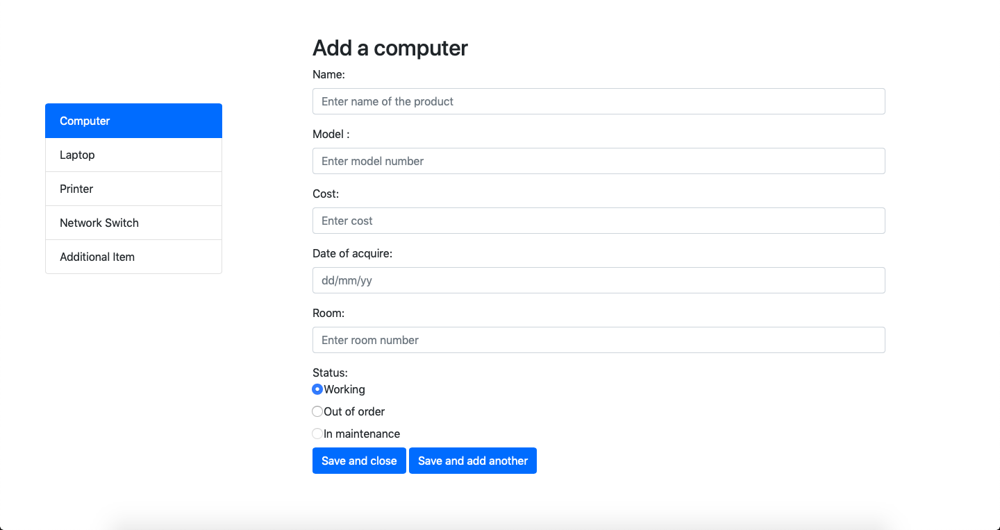 Computer
Laptop
Printer
Network Switch
Additional Item
Add a computer
Name:
Enter name of the product
Model :
Enter model number
Cost:
Enter cost
Date of acquire:
dd/mm/yy
Room:
Enter room number
Status:
Working
Out of order
In maintenance
Save and close Save and add another